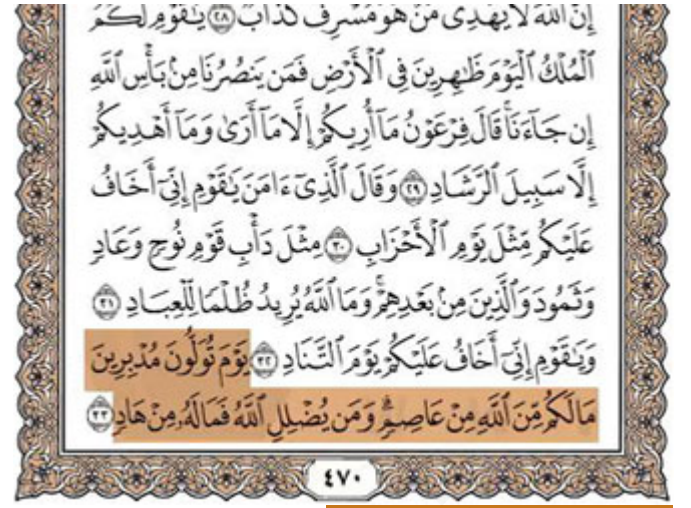 إِنَّ ٱللَّهَ لَا يَهْدِى مَنْ هُوَ مُسْرِفٌ كَذَّابٌ ٢٨ يَٰقَوْمِ لَكُمُ
ٱلْمُلْكُ ٱلْيَوْمَ ظَٰهِرِينَ فِى ٱلْأَرْضِ فَمَن يَنصُرُنَا مِنۢ بَأْسِ ٱللَّهِ
إِن جَآءَنَا ۚ قَالَ فِرْعَوْنُ مَآ أُرِيكُمْ إِلَّا مَآ أَرَىٰ وَمَآ أَهْدِيكُمْ
إِلَّا سَبِيلَ ٱلرَّشَادِ ٢٩ وَقَالَ ٱلَّذِىٓ ءَامَنَ يَٰقَوْمِ إِنِّىٓ أَخَافُ
عَلَيْكُم مِّثْلَ يَوْمِ ٱلْأَحْزَابِ ٣٠ مِثْلَ دَأْبِ قَوْمِ نُوحٍ وَعَادٍ
وَثَمُودَ وَٱلَّذِينَ مِنۢ بَعْدِهِمْ ۚ وَمَا ٱللَّهُ يُرِيدُ ظُلْمًا لِّلْعِبَادِ ٣١
وَيَٰقَوْمِ إِنِّىٓ أَخَافُ عَلَيْكُمْ يَوْمَ ٱلتَّنَادِ ٣٢ يَوْمَ تُوَلُّونَ مُدْبِرِينَ
مَا لَكُم مِّنَ ٱللَّهِ مِنْ عَاصِمٍ ۗ وَمَن يُضْلِلِ ٱللَّهُ فَمَا لَهُۥ مِنْ هَادٍ ٣٣
٤٧٠